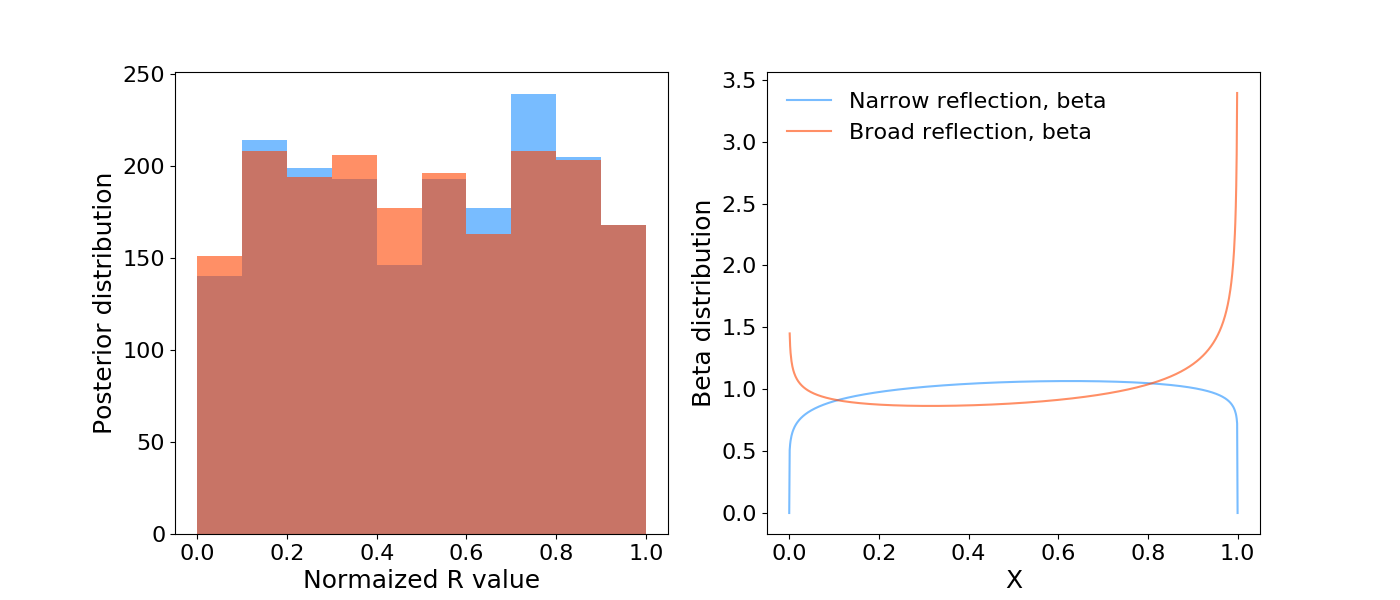 Posterior distribution
250
200
150
100
50
0
0.0 0.2 0.4 0.6 0.8 1.0
Normaized R value
Beta distribution
3.5
3.0
2.5
2.0
1.5
1.0
0.5
0.0
Narrow reflection, beta
Broad reflection, beta
0.0 0.2 0.4 0.6 0.8 1.0
X